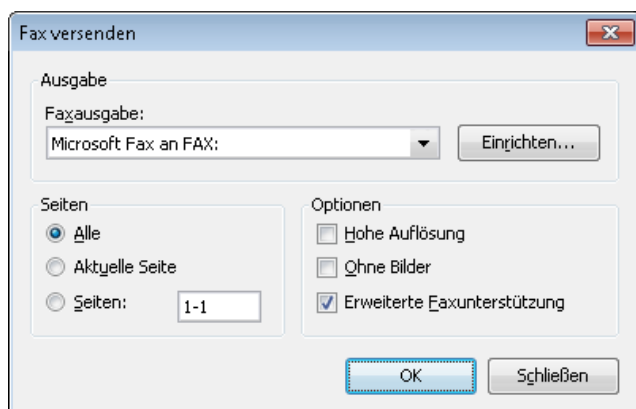 Fax versenden
Ausgabe
Faxausgabe:
Microsoft Fax an FAX:
Einrichten...
Seiten
Alle
Aktuelle Seite
Seiten: 1-1
Optionen
Hohe Auflösung
Ohne Bilder
Erweiterte Faxunterstützung
OK
Schließen